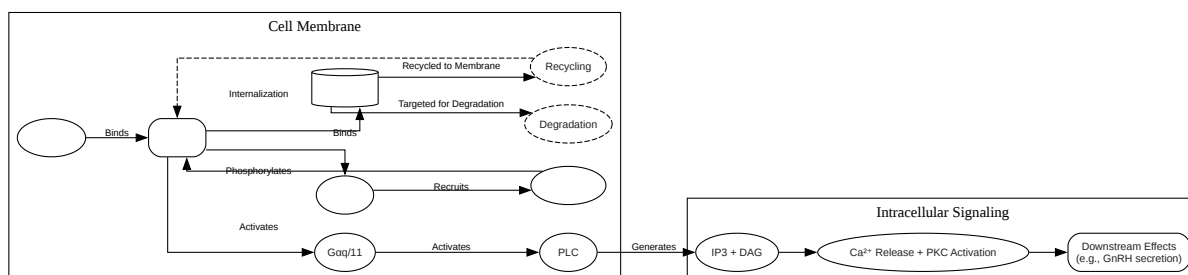 Cell Membrane
Recycled to Membrane
Recycling
Internalization
Targeted for Degradation
Degradation
Binds
Binds
Phosphorylates
Recruits
Activates
Gαq/11
Activates
PLC
Generates
Intracellular Signaling
IP3 + DAG
Ca²⁺ Release + PKC Activation
Downstream Effects
(e.g., GnRH secretion)